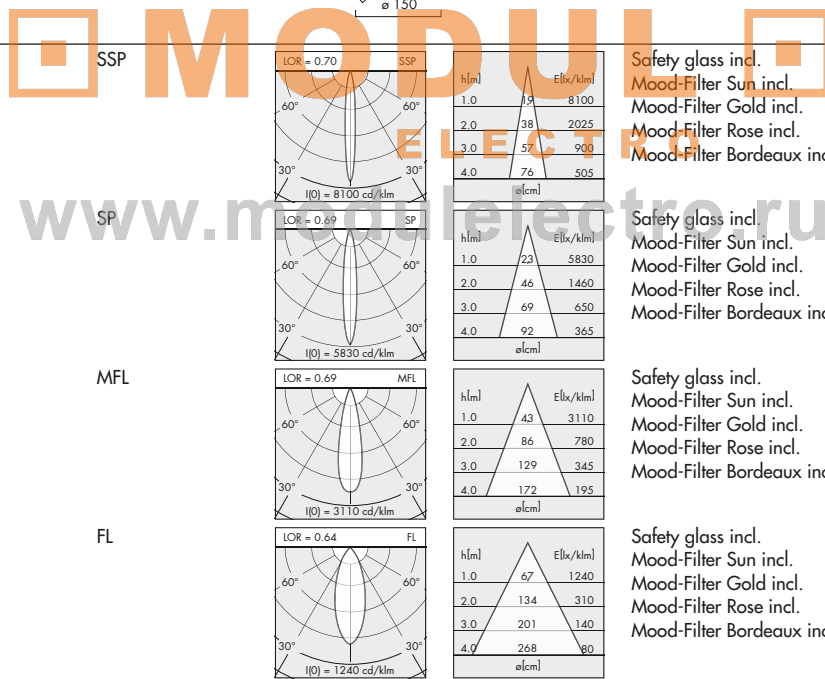 ø 150
MODUL
ELECTRO
www.modulelectro.ru
SSP
LOR = 0.70 SSP
60° 60°
30° 30°
I(0) = 8100 cd/klm
h[m] E[lx/klm]
1.0 19 8100
2.0 38 2025
3.0 57 900
4.0 76 505
ø[cm]
Safety glass incl.
Mood-Filter Sun incl.
Mood-Filter Gold incl.
Mood-Filter Rose incl.
Mood-Filter Bordeaux inc
SP
LOR = 0.69 SP
60° 60°
30° 30°
I(0) = 5830 cd/klm
h[m] E[lx/klm]
1.0 23 5830
2.0 46 1460
3.0 69 650
4.0 92 365
ø[cm]
Safety glass incl.
Mood-Filter Sun incl.
Mood-Filter Gold incl.
Mood-Filter Rose incl.
Mood-Filter Bordeaux inc
MFL
LOR = 0.69 MFL
60° 60°
30° 30°
I(0) = 3110 cd/klm
h[m] E[lx/klm]
1.0 43 3110
2.0 86 780
3.0 129 345
4.0 172 195
ø[cm]
Safety glass incl.
Mood-Filter Sun incl.
Mood-Filter Gold incl.
Mood-Filter Rose incl.
Mood-Filter Bordeaux inc
FL
LOR = 0.64 FL
60° 60°
30° 30°
I(0) = 1240 cd/klm
h[m] E[lx/klm]
1.0 67 1240
2.0 134 310
3.0 201 140
4.0 268 80
ø[cm]
Safety glass incl.
Mood-Filter Sun incl.
Mood-Filter Gold incl.
Mood-Filter Rose incl.
Mood-Filter Bordeaux inc